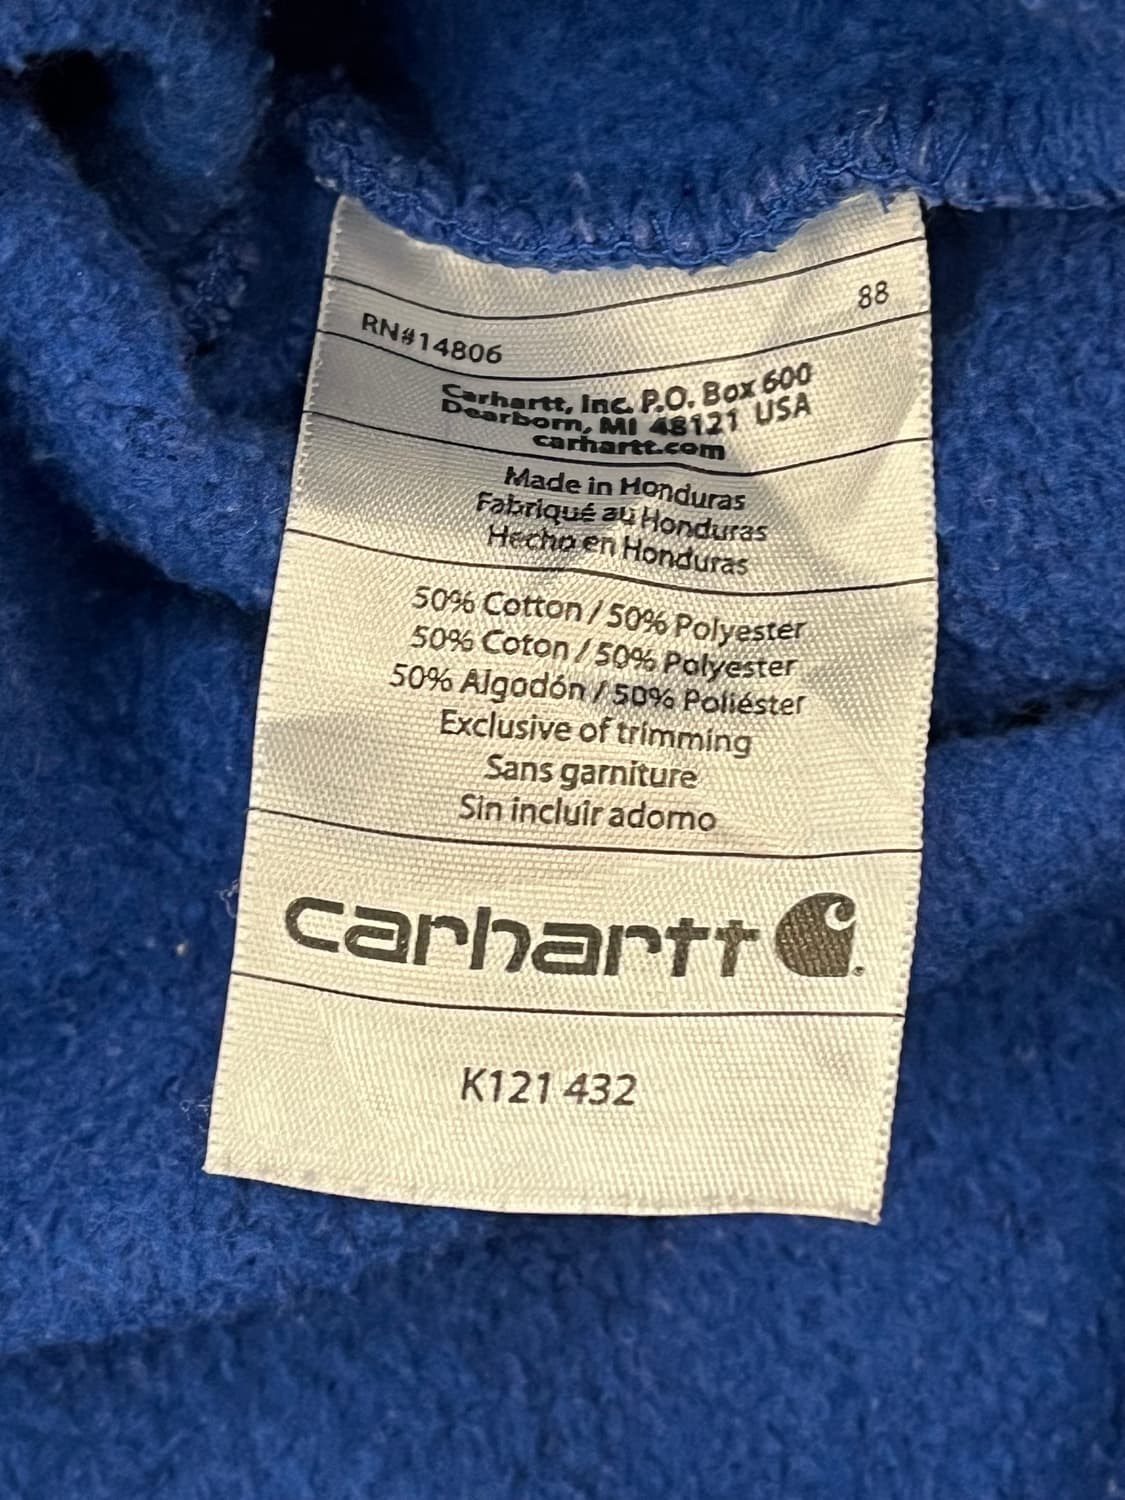 88
RN#14806
Carhartt, Inc. P.O. Box 600
Dearborn, MI 48121 USA
carhartt.com
Made in Honduras
Fabriqué au Honduras
Hecho en Honduras
50% Cotton / 50% Polyester
50% Coton / 50% Polyester
50% Algodón / 50% Poliéster
Exclusive of trimming
Sans garniture
Sin incluir adorno
carhartt
K121 432